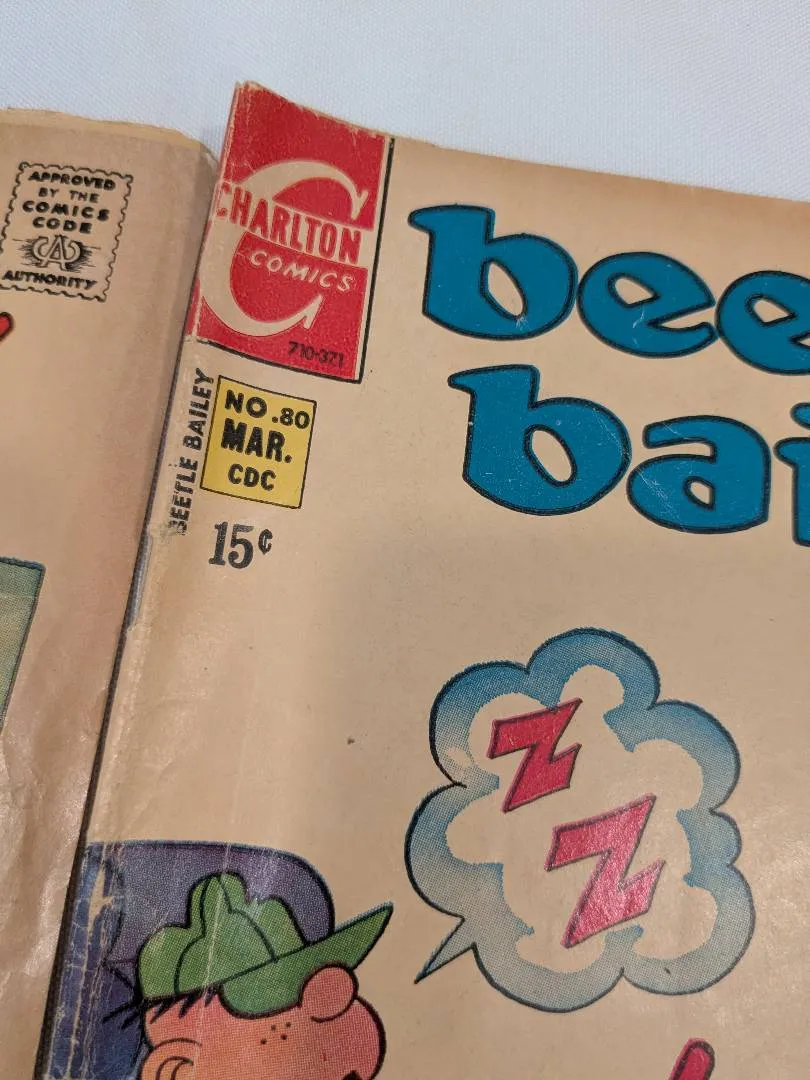 APPROVED
BY THE
COMICS
CODE
CA
AUTHORITY
CHARLTON
COMICS
710-371
BEETLE BAILEY
NO.80
MAR.
CDC
15¢
bee
bai
Z
Z